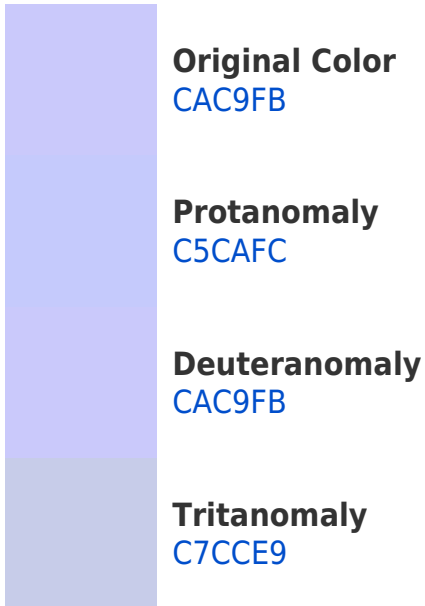 Original Color
CAC9FB
Protanomaly
C5CAFC
Deuteranomaly
CAC9FB
Tritanomaly
C7CCE9